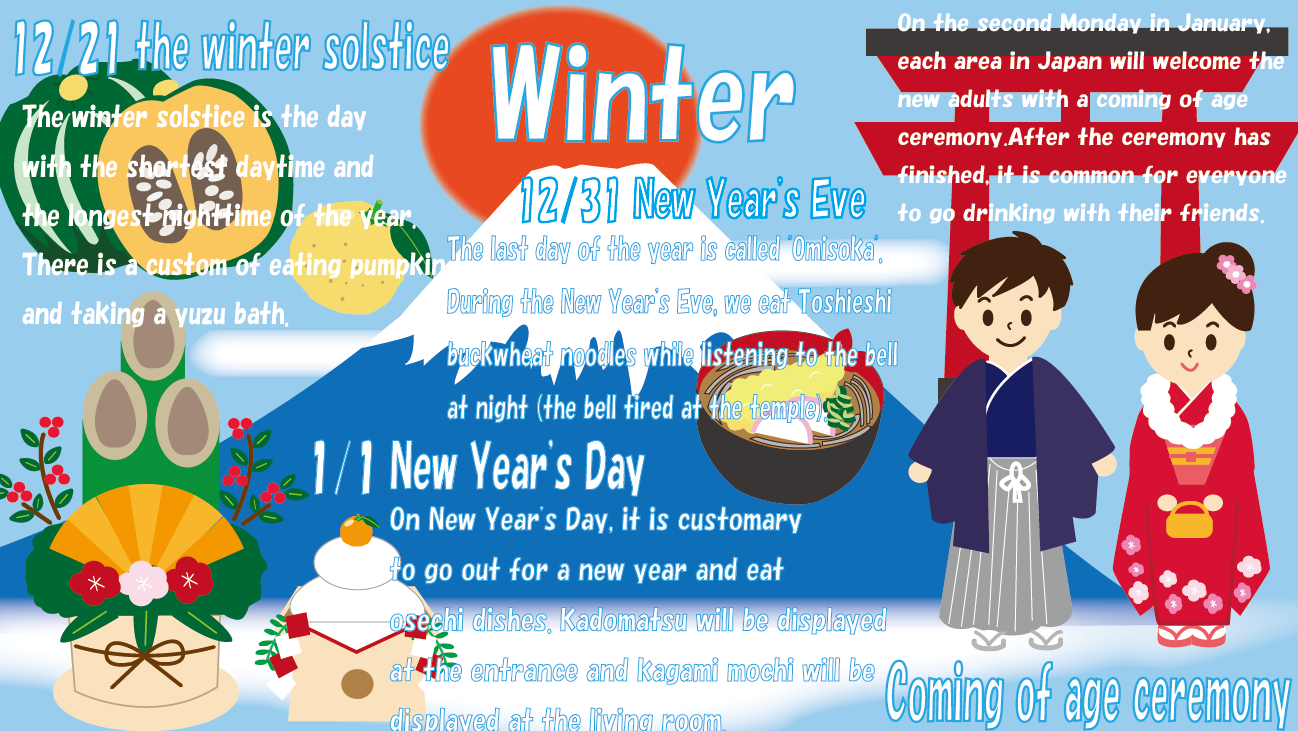 Winter
12/21 the winter solstice
The winter solstice is the day
with the shortest daytime and
the longest nighttime of the year.
There is a custom of eating pumpkin
and taking a yuzu bath.
12/31 New Year's Eve
The last day of the year is called 'Omisoka'.
During the New Year's Eve, we eat Toshieshi
buckwheat noodles while listening to the bell
at night (the bell tired at the temple).
1/1 New Year's Day
On New Year's Day, it is customary
to go out for a new year and eat
osechi dishes. Kadomatsu will be displayed
at the entrance and Kagami mochi will be
displayed at the living room.
On the second Monday in January,
each area in Japan will welcome the
new adults with a coming of age
ceremony.After the ceremony has
finished, it is common for everyone
to go drinking with their friends.
Coming of age ceremony